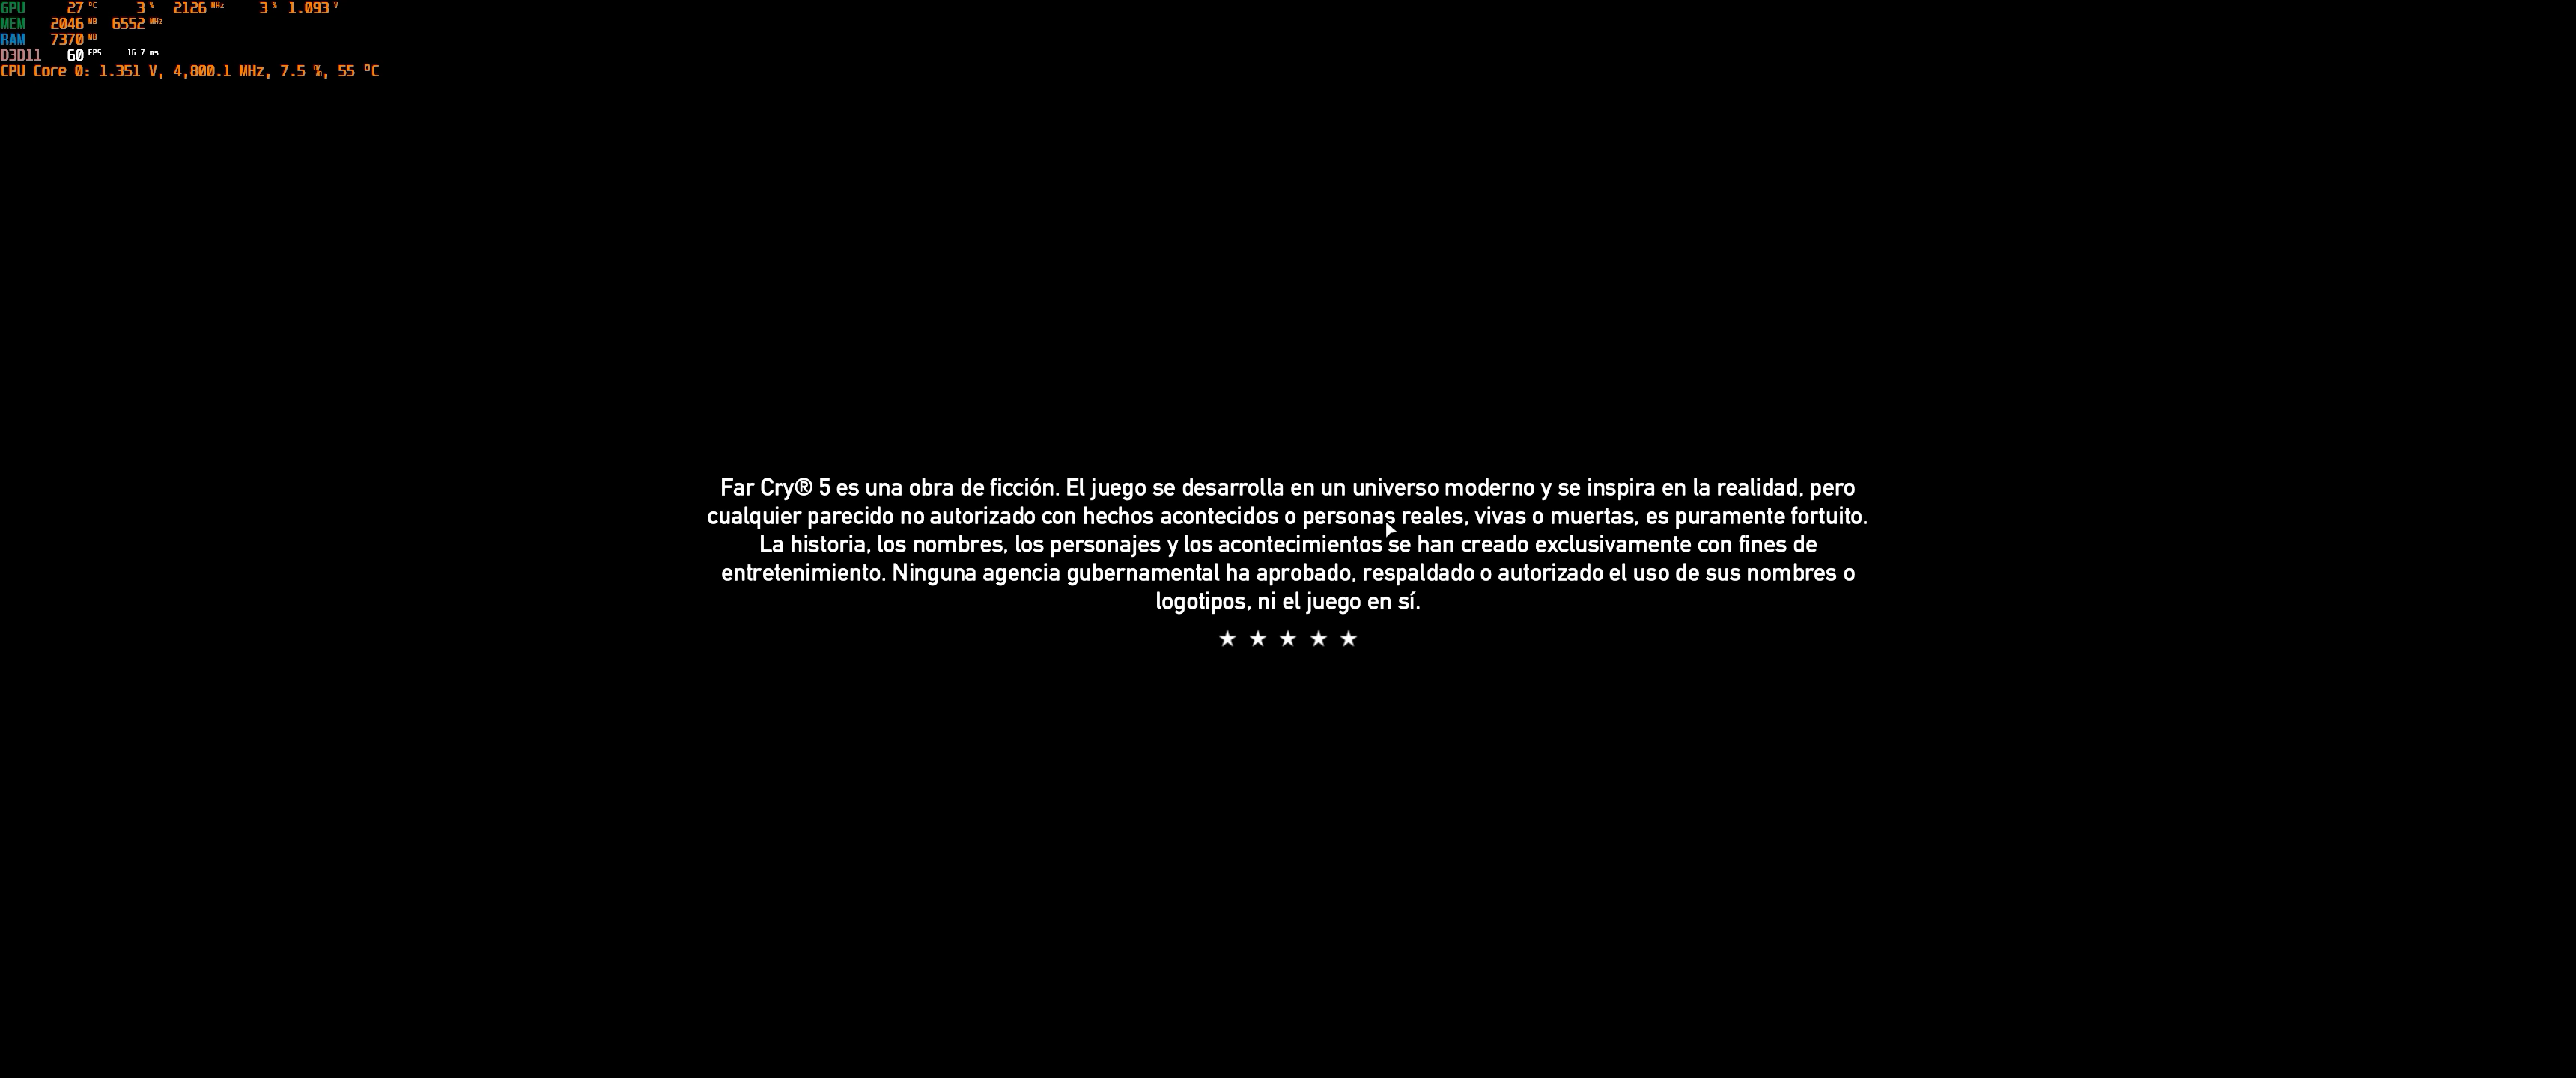 GPU 27 °C 3 % 2126 MHz 3 % 1.093 V
MEM 2046 MB 6552 MHz
RAM 7370 MB
D3D11 60 FPS 16.7 ms
CPU Core 0: 1.351 V, 4,800.1 MHz, 7.5 %, 55 °C
Far Cry® 5 es una obra de ficción. El juego se desarrolla en un universo moderno y se inspira en la realidad, pero
cualquier parecido no autorizado con hechos acontecidos o personas reales, vivas o muertas, es puramente fortuito.
La historia, los nombres, los personajes y los acontecimientos se han creado exclusivamente con fines de
entretenimiento. Ninguna agencia gubernamental ha aprobado, respaldado o autorizado el uso de sus nombres o
logotipos, ni el juego en sí.